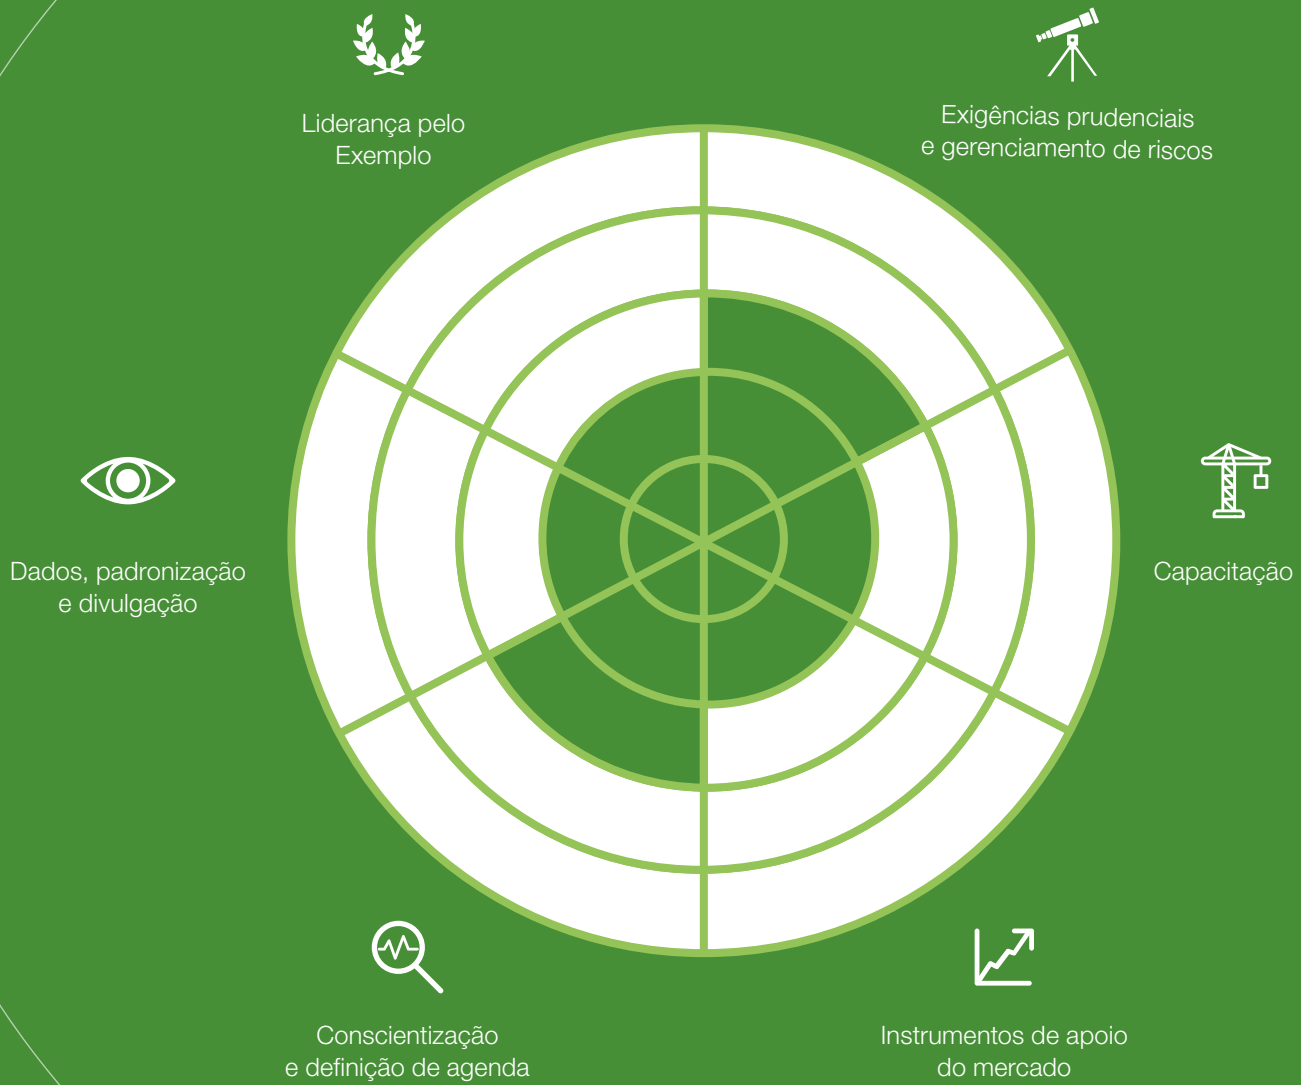 Liderança pelo
Exemplo
Exigências prudenciais
e gerenciamento de riscos
Dados, padronização
e divulgação
Capacitação
Conscientização
e definição de agenda
Instrumentos de apoio
do mercado